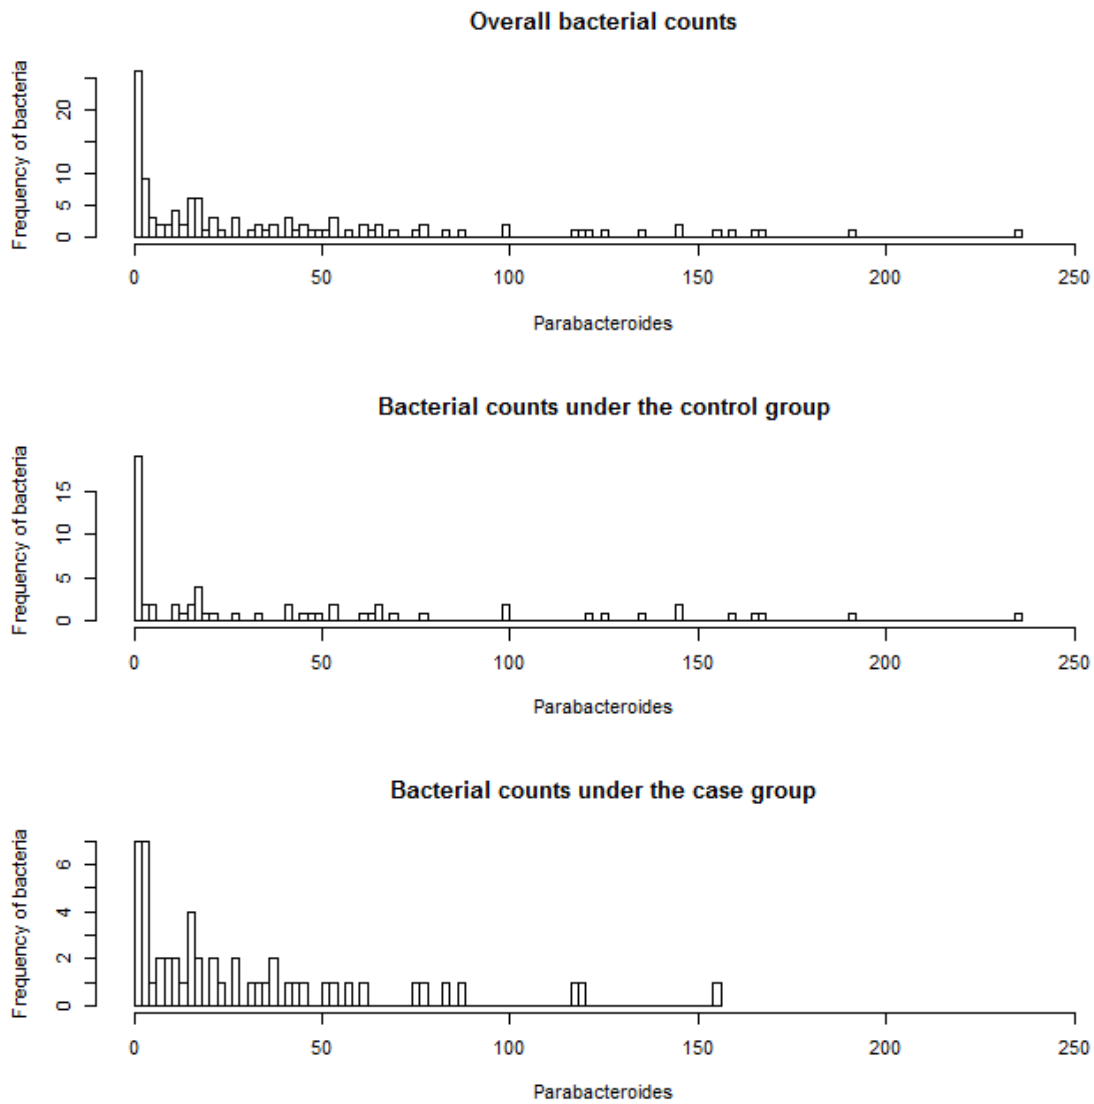 Overall bacterial counts
Frequency of bacteria
0 5 10 20
0 50 100 150 200 250
Parabacteroides
Bacterial counts under the control group
Frequency of bacteria
0 5 10 15
0 50 100 150 200 250
Parabacteroides
Bacterial counts under the case group
Frequency of bacteria
0 2 4 6
0 50 100 150 200 250
Parabacteroides